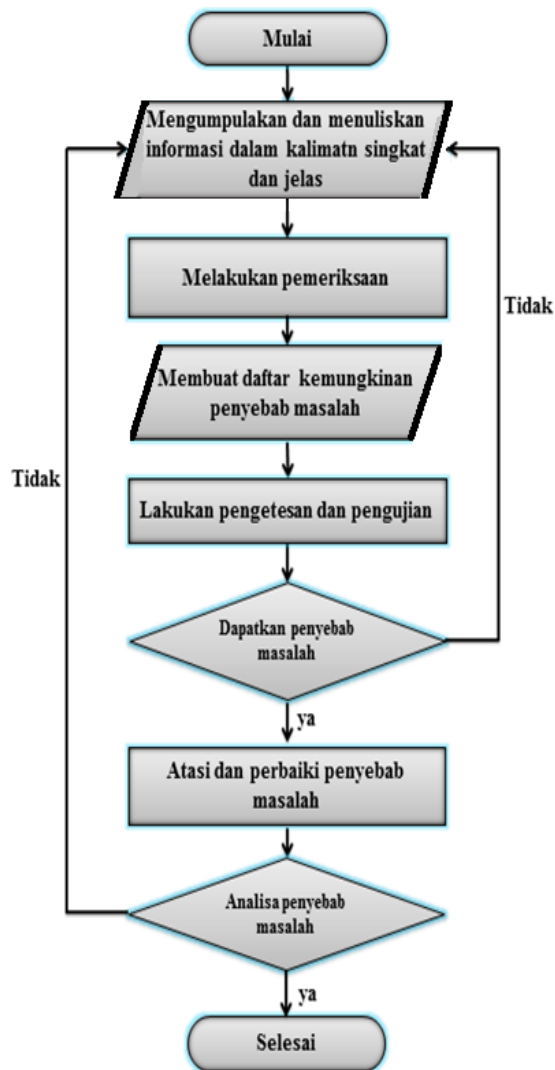 Mulai
Mengumpulakan dan menuliskan
informasi dalam kalimatn singkat
dan jelas
Melakukan pemeriksaan
Tidak
Membuat daftar kemungkinan
penyebab masalah
Tidak
Lakukan pengetesan dan pengujian
Dapatkan penyebab
masalah
ya
Atasi dan perbaiki penyebab
masalah
Analisa penyebab
masalah
ya
Selesai